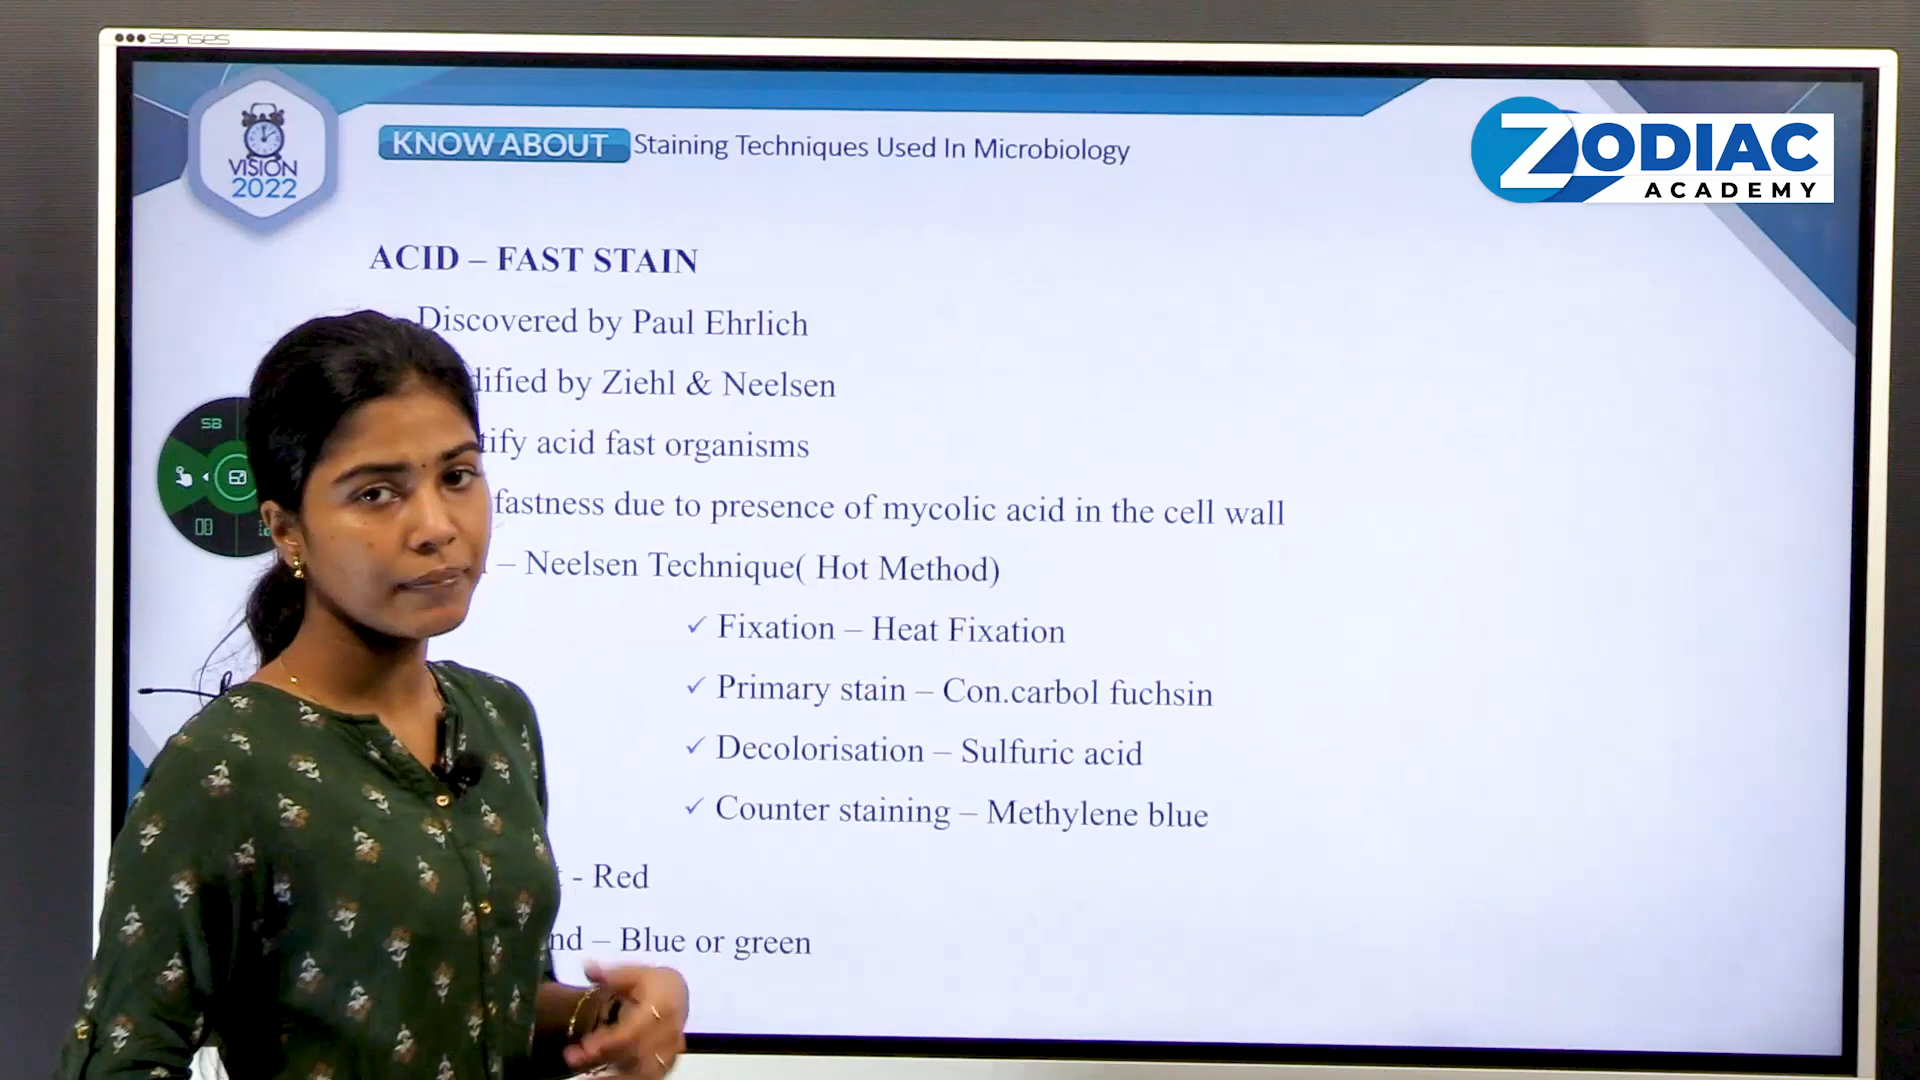 senses
VISION
2022
KNOW ABOUT Staining Techniques Used In Microbiology
ZODIAC
ACADEMY
ACID – FAST STAIN
Discovered by Paul Ehrlich
by Ziehl & Neelsen
acid fast organisms
fastness due to presence of mycolic acid in the cell wall
– Neelsen Technique( Hot Method)
✓ Fixation – Heat Fixation
✓ Primary stain – Con.carbol fuchsin
✓ Decolorisation – Sulfuric acid
✓ Counter staining – Methylene blue
- Red
– Blue or green
SB